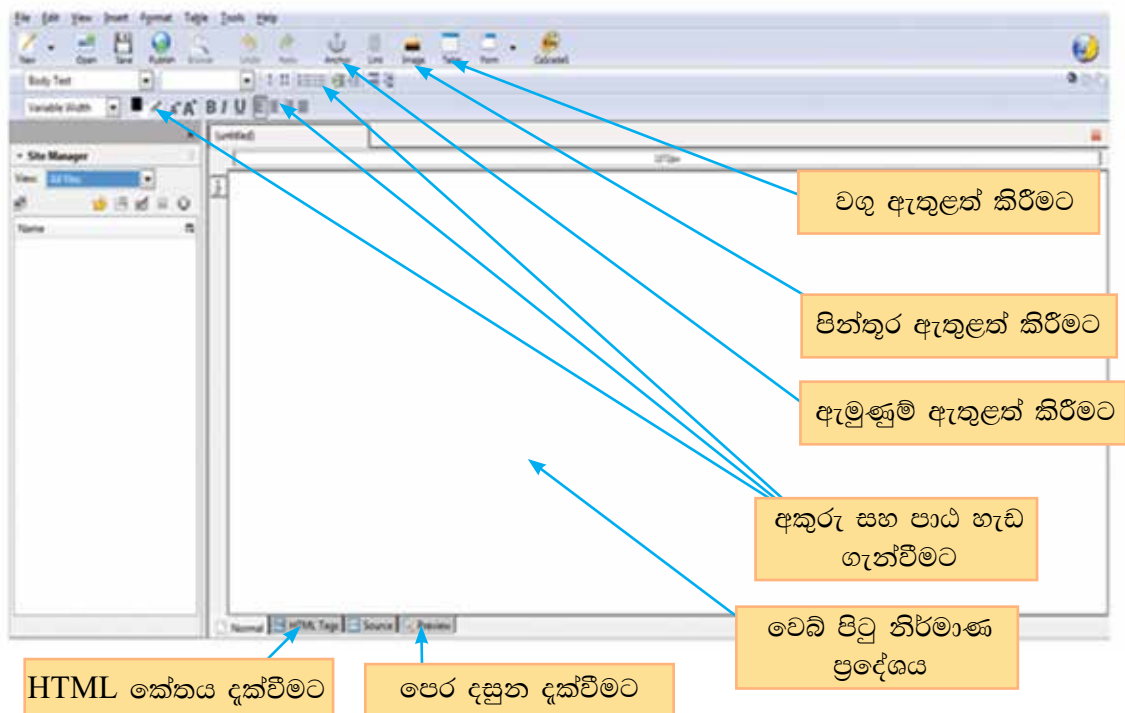 File Edit View Insert Format Table Tools Help
New Open Save Publish Browse Undo Redo Anchor Link Image Table Form CaScadeS
Body Text
Variable Width
B I U
(untitled)
Site Manager
View:
Name
වගු ඇතුළත් කිරීමට
පින්තූර ඇතුළත් කිරීමට
ඇමුණුම් ඇතුළත් කිරීමට
අකුරු සහ පාඨ හැඩ
ගැන්වීමට
වෙබ් පිටු නිර්මාණ
ප්‍රදේශය
Normal HTML Tags Source Preview
HTML කේතය දැක්වීමට
පෙර දසුන දැක්වීමට